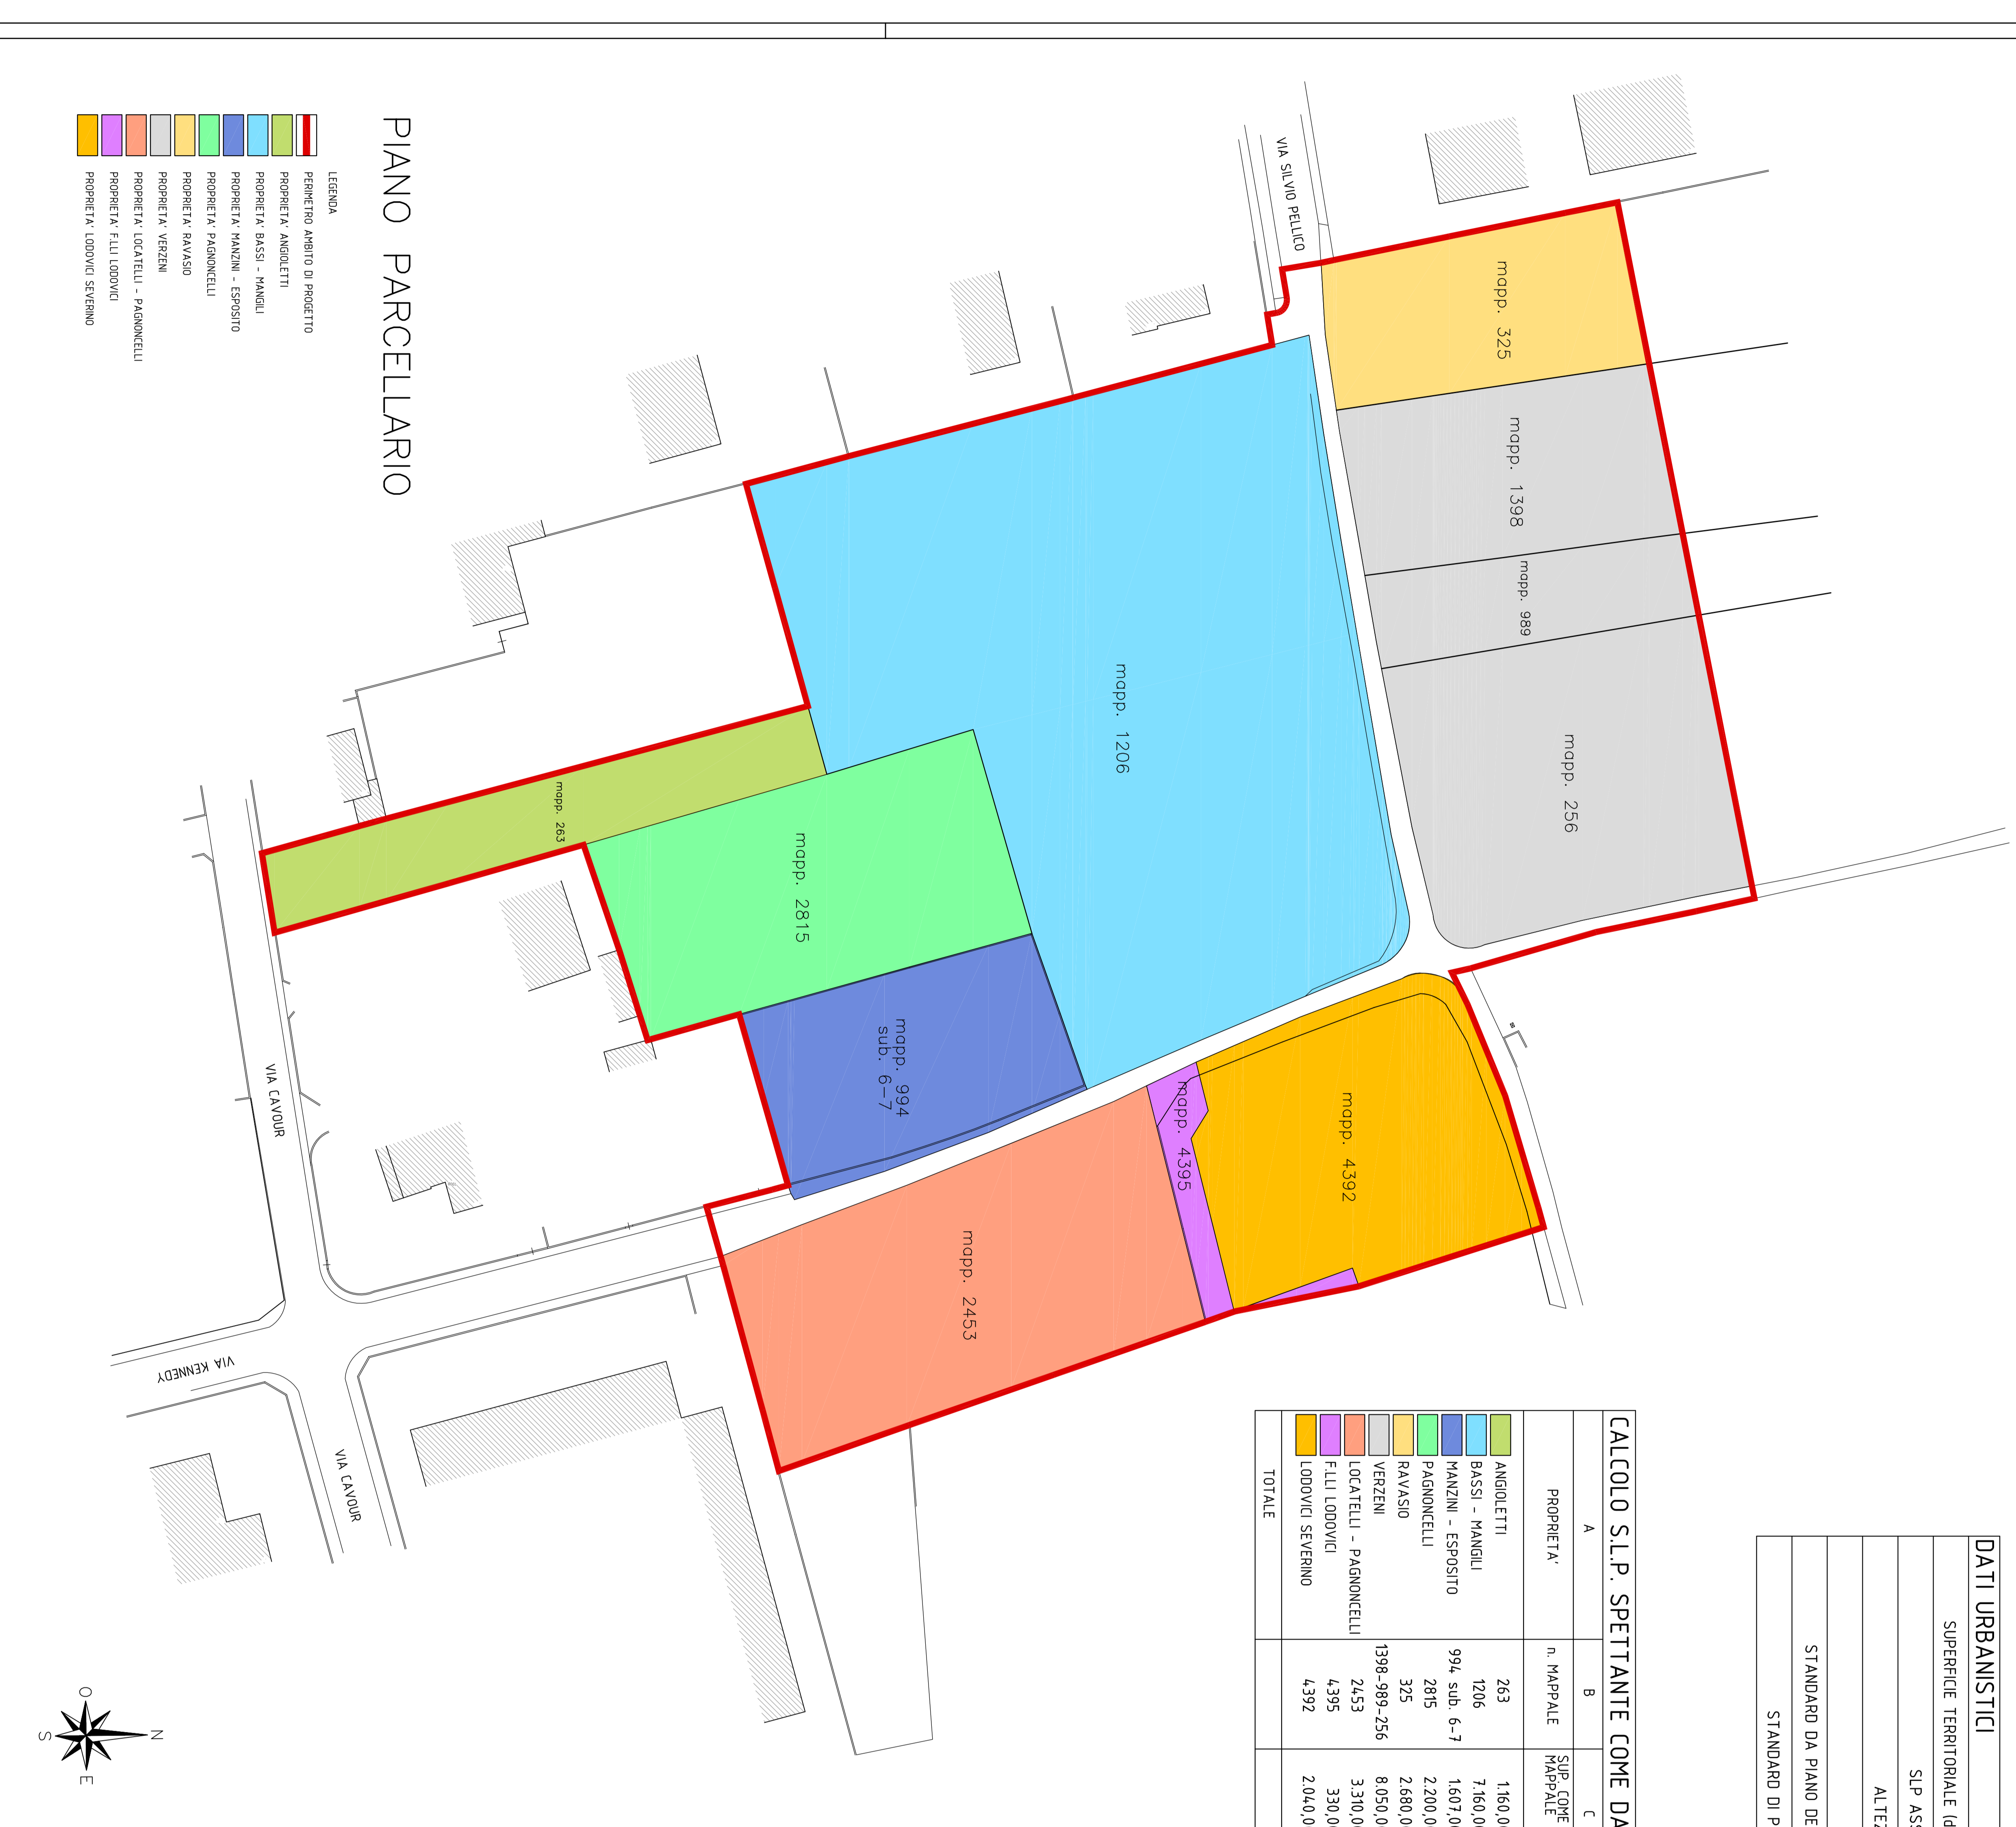 PIANO PARCELLARIO
LEGENDA
PERIMETRO AMBITO DI PROGETTO
PROPRIETA' ANGIOLETTI
PROPRIETA' BASSI - MANGILI
PROPRIETA' MANZINI - ESPOSITO
PROPRIETA' PAGNONCELLI
PROPRIETA' RAVASIO
PROPRIETA' VERZENI
PROPRIETA' LOCATELLI - PAGNONCELLI
PROPRIETA' F.LLI LODOVICI
PROPRIETA' LODOVICI SEVERINO
VIA SILVIO PELLICO
mapp. 325
mapp. 1398
mapp. 989
mapp. 256
mapp. 1206
mapp. 263
mapp. 2815
mapp. 994
sub. 6-7
mapp. 4392
mapp. 4395
mapp. 2453
VIA CAVOUR
VIA KENNEDY
VIA CAVOUR
N
O
E
S
DATI URBANISTICI
SUPERFICIE TERRITORIALE (d
SLP ASS
ALTEZ
STANDARD DA PIANO DE
STANDARD DI P
CALCOLO S.L.P. SPETTANTE COME DA
A B C
PROPRIETA' n. MAPPALE SUP. COME MAPPALE
ANGIOLETTI 263 1.160,0
BASSI - MANGILI 1206 7.160,0
MANZINI - ESPOSITO 994 sub. 6-7 1.607,0
PAGNONCELLI 2815 2.200,0
RAVASIO 325 2.680,0
VERZENI 1398-989-256 8.050,0
LOCATELLI - PAGNONCELLI 2453 3.310,0
F.LLI LODOVICI 4395 330,0
LODOVICI SEVERINO 4392 2.040,0
TOTALE